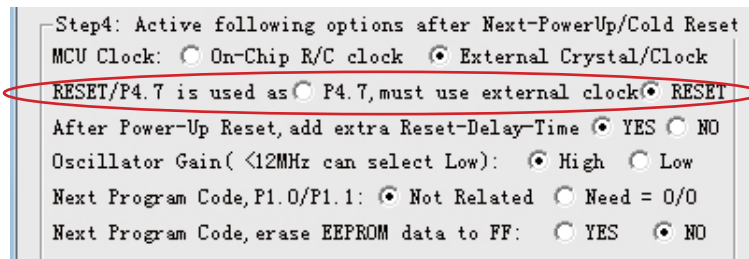 Step4: Active following options after Next-PowerUp/Cold Reset
MCU Clock: On-Chip R/C clock External Crystal/Clock
RESET/P4.7 is used as P4.7,must use external clock RESET
After Power-Up Reset,add extra Reset-Delay-Time YES NO
Oscillator Gain( <12MHz can select Low): High Low
Next Program Code,P1.0/P1.1: Not Related Need = 0/0
Next Program Code,erase EEPROM data to FF: YES NO